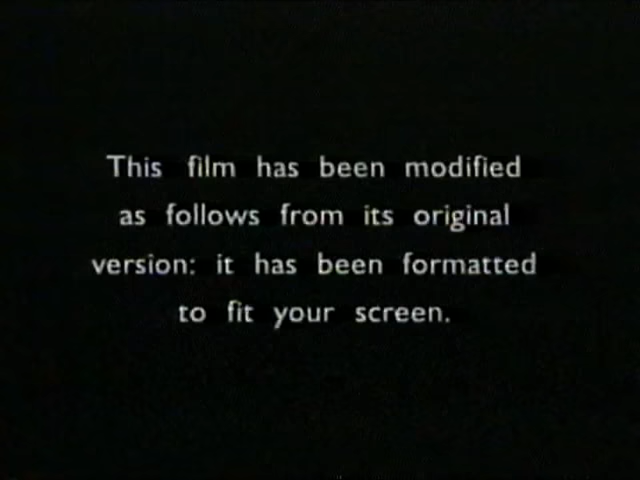 This film has been modified
as follows from its original
version: it has been formatted
to fit your screen.